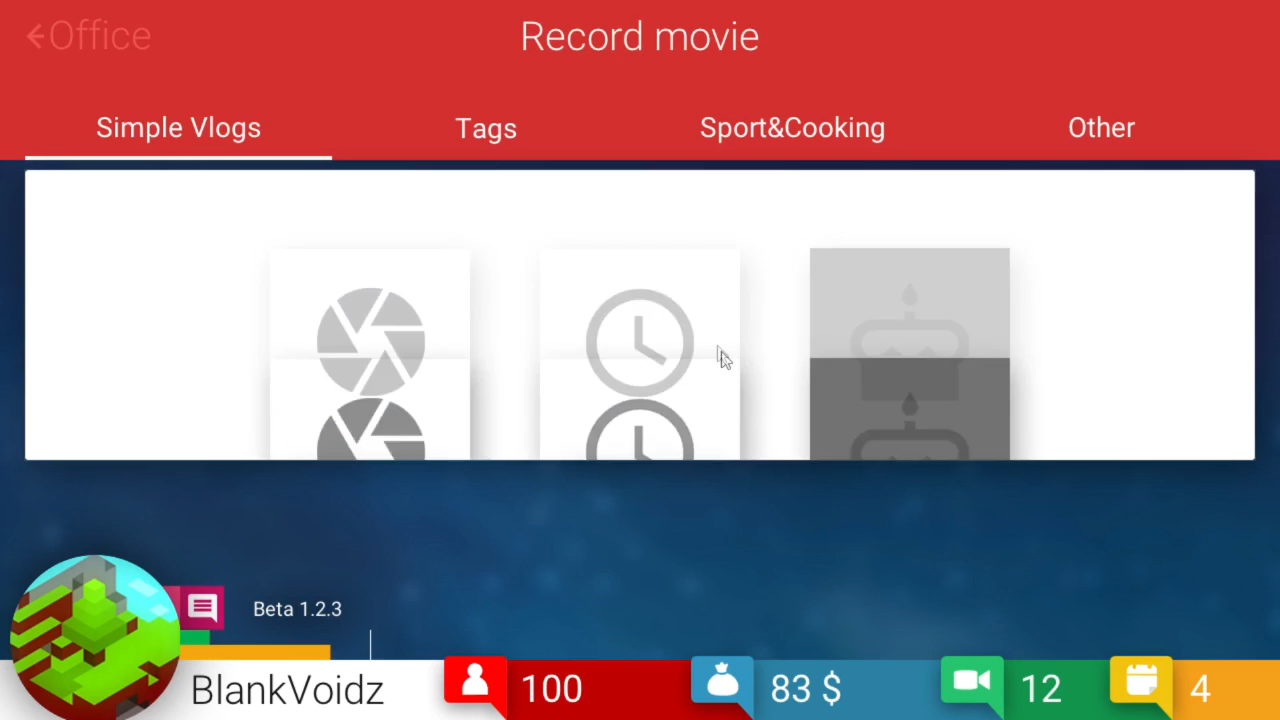 Office
Record movie
Simple Vlogs
Tags
Sport&Cooking
Other
Beta 1.2.3
BlankVoidz
100
83 $
12
4